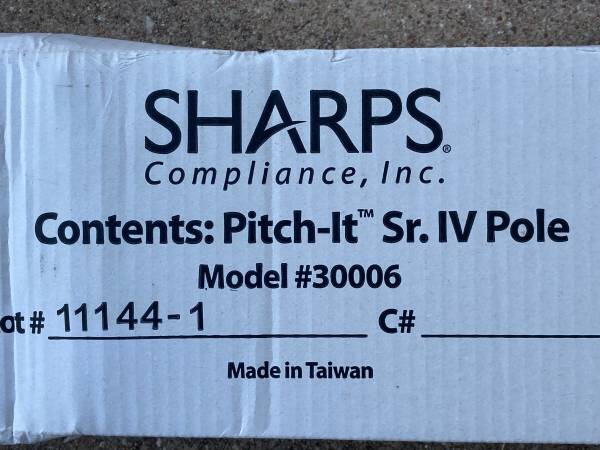 SHARPS®
Compliance, Inc.
Contents: Pitch-It™ Sr. IV Pole
Model #30006
ot # 11144-1 C#
Made in Taiwan